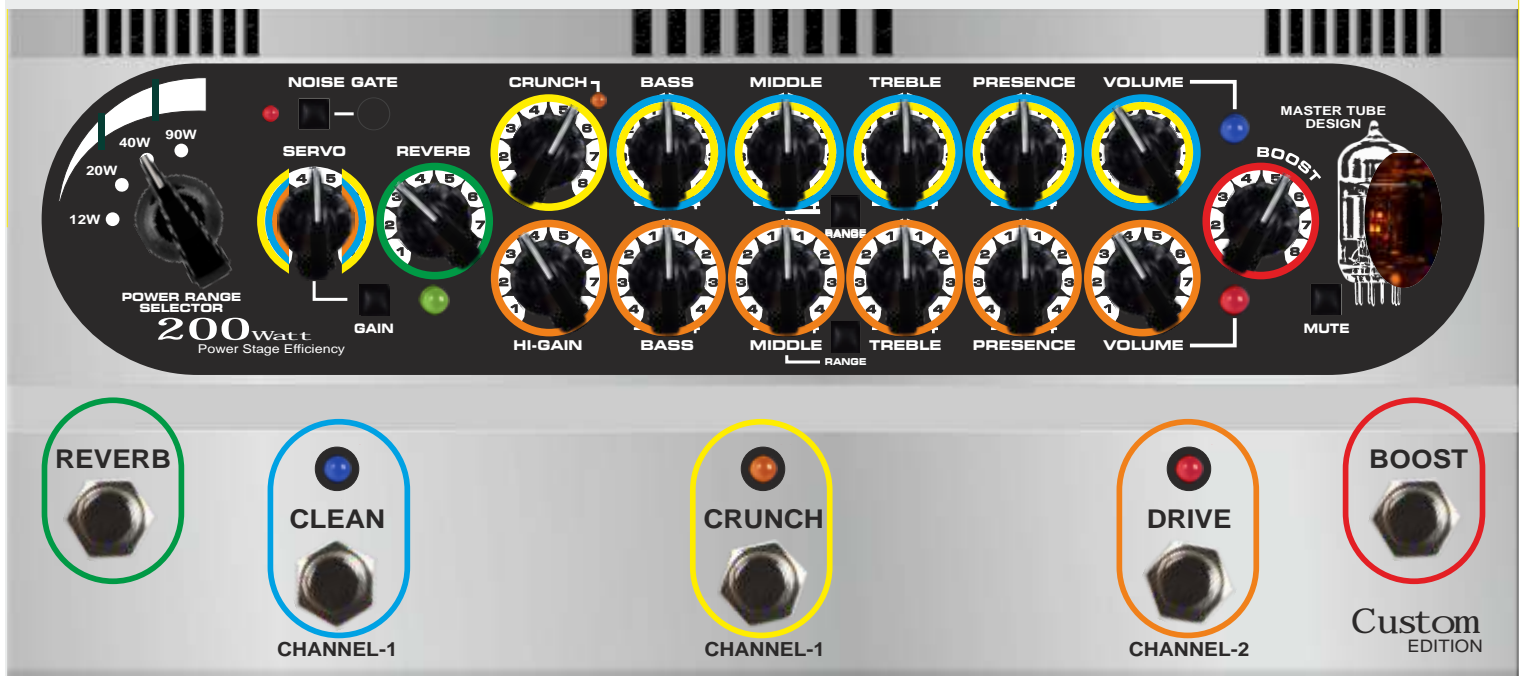 NOISE GATE
CRUNCH
BASS
MIDDLE
TREBLE
PRESENCE
VOLUME
MASTER TUBE
DESIGN
40W
90W
20W
12W
SERVO
REVERB
BOOST
RANGE
POWER RANGE
SELECTOR
200 Watt
Power Stage Efficiency
GAIN
HI-GAIN
BASS
MIDDLE
TREBLE
PRESENCE
VOLUME
RANGE
MUTE
REVERB
CLEAN
CHANNEL-1
CRUNCH
CHANNEL-1
DRIVE
CHANNEL-2
BOOST
Custom
EDITION